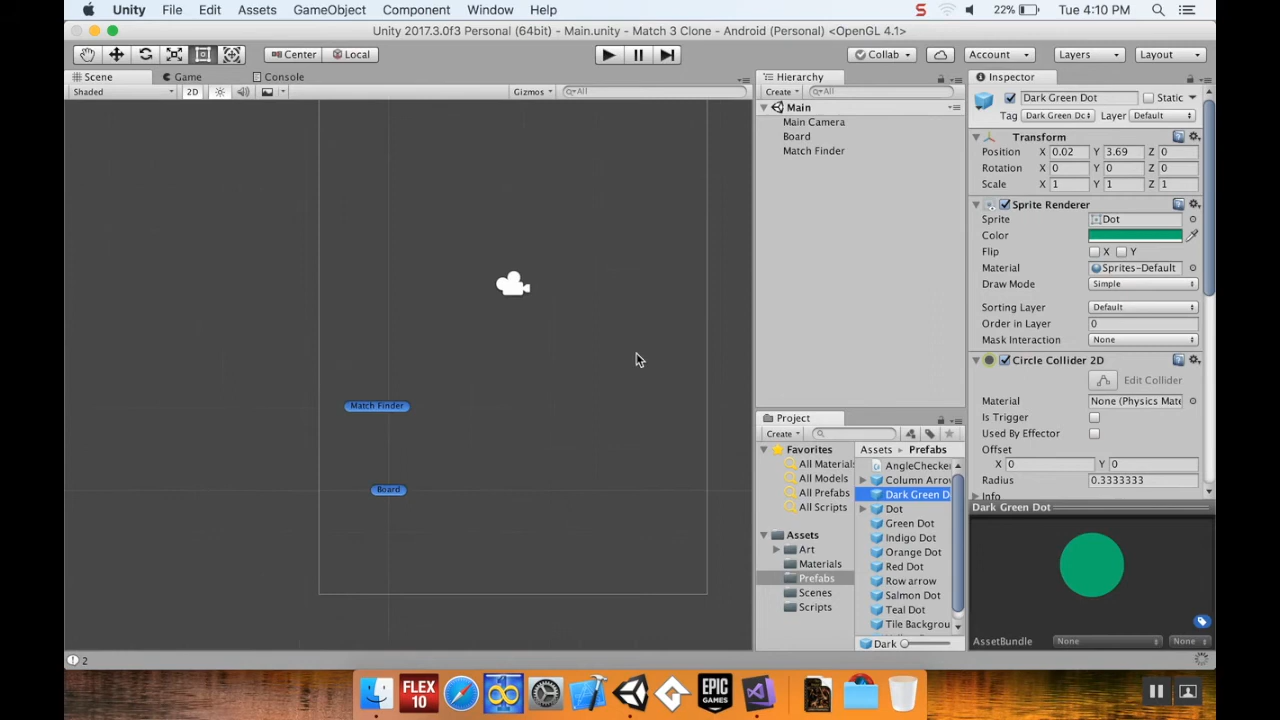 Unity File Edit Assets GameObject Component Window Help
S 22% Tue 4:10 PM
Unity 2017.3.0f3 Personal (64bit) - Main.unity - Match 3 Clone - Android (Personal) <OpenGL 4.1>
Center Local Collab Account Layers Layout
Scene Game Console
Shaded 2D Gizmos All
Match Finder
Board
Hierarchy
Create All
Main
Main Camera
Board
Match Finder
Project
Create
Favorites
All Materials
All Models
All Prefabs
All Scripts
Assets
Art
Materials
Prefabs
Scenes
Scripts
Assets Prefabs
AngleChecker
Column Arro
Dark Green D
Dot
Green Dot
Indigo Dot
Orange Dot
Red Dot
Row arrow
Salmon Dot
Teal Dot
Tile Backgrou
Dark
Inspector
Dark Green Dot Static
Tag Dark Green Dc Layer Default
Transform
Position X 0.02 Y 3.69 Z 0
Rotation X 0 Y 0 Z 0
Scale X 1 Y 1 Z 1
Sprite Renderer
Sprite Dot
Color
Flip X Y
Material Sprites-Default
Draw Mode Simple
Sorting Layer Default
Order in Layer 0
Mask Interaction None
Circle Collider 2D
Edit Collider
Material None (Physics Mate
Is Trigger
Used By Effector
Offset
X 0 Y 0
Radius 0.3333333
Info
Dark Green Dot
AssetBundle None None
2
FLEX
10
EPIC
GAMES